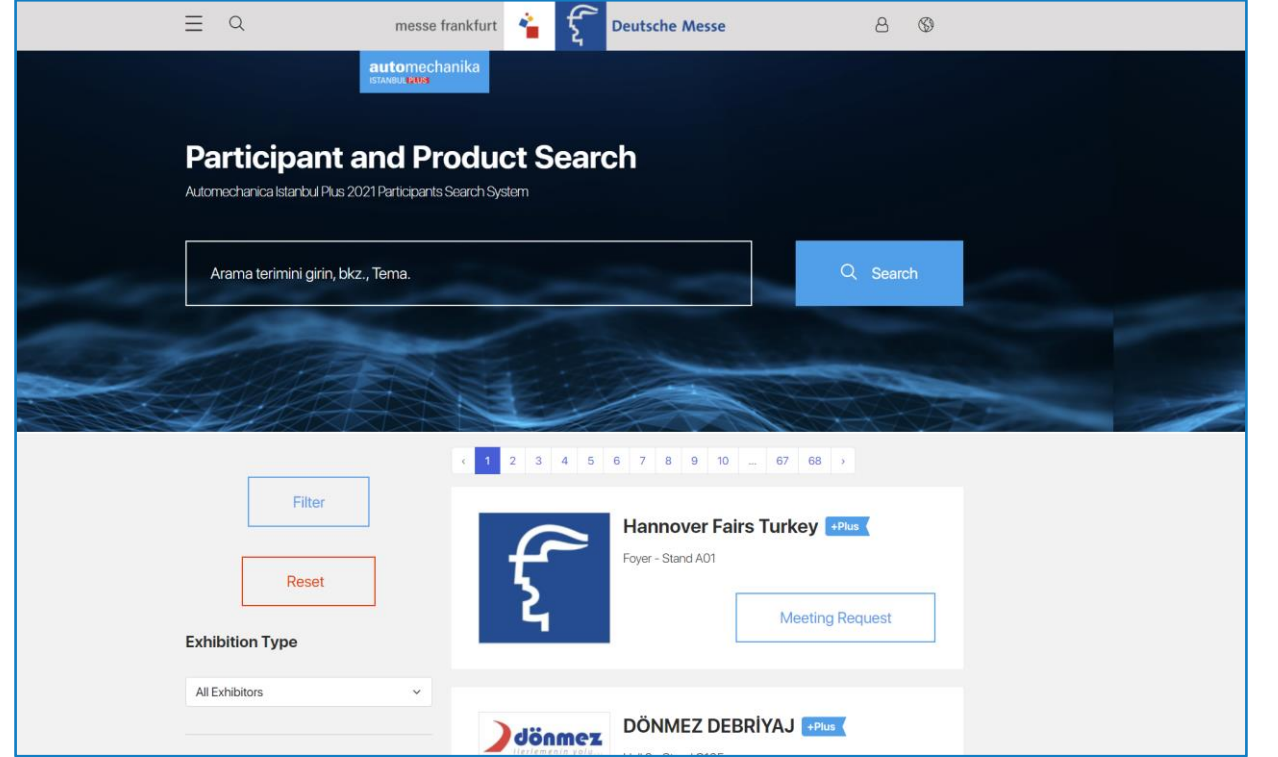 messe frankfurt
Deutsche Messe
automechanika
ISTANBUL PLUS
Participant and Product Search
Automechanica Istanbul Plus 2021 Participants Search System
Arama terimini girin, bkz., Tema.
Search
‹ 1 2 3 4 5 6 7 8 9 10 ... 67 68 ›
Filter
Reset
Exhibition Type
All Exhibitors
Hannover Fairs Turkey +Plus
Foyer - Stand A01
Meeting Request
dönmez
DÖNMEZ DEBRİYAJ +Plus